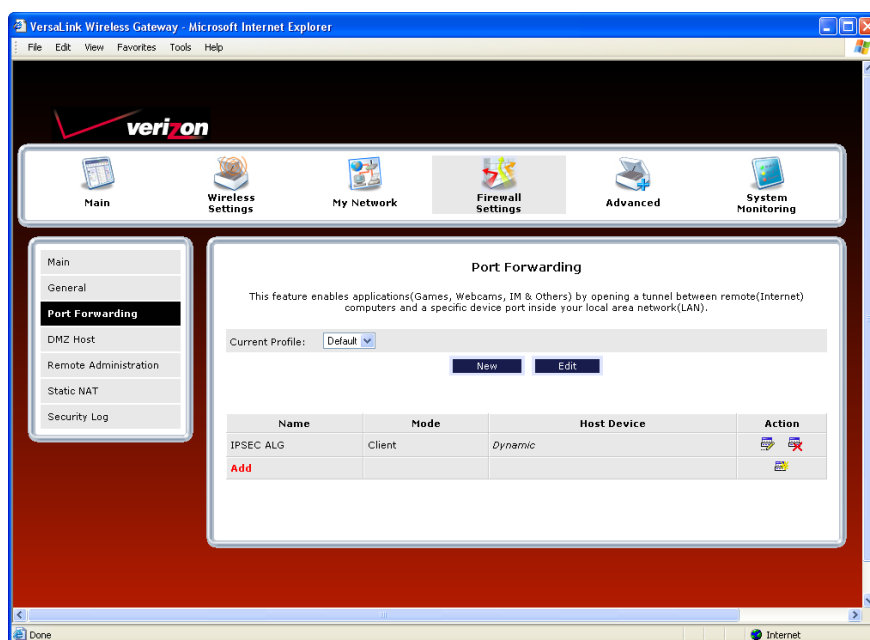 VersaLink Wireless Gateway - Microsoft Internet Explorer
File Edit View Favorites Tools Help
verizon
Main
Wireless Settings
My Network
Firewall Settings
Advanced
System Monitoring
Main
General
Port Forwarding
DMZ Host
Remote Administration
Static NAT
Security Log
Port Forwarding
This feature enables applications(Games, Webcams, IM & Others) by opening a tunnel between remote(Internet)
computers and a specific device port inside your local area network(LAN).
Current Profile: Default
New Edit
Name Mode Host Device Action
IPSEC ALG Client Dynamic
Add
Done Internet